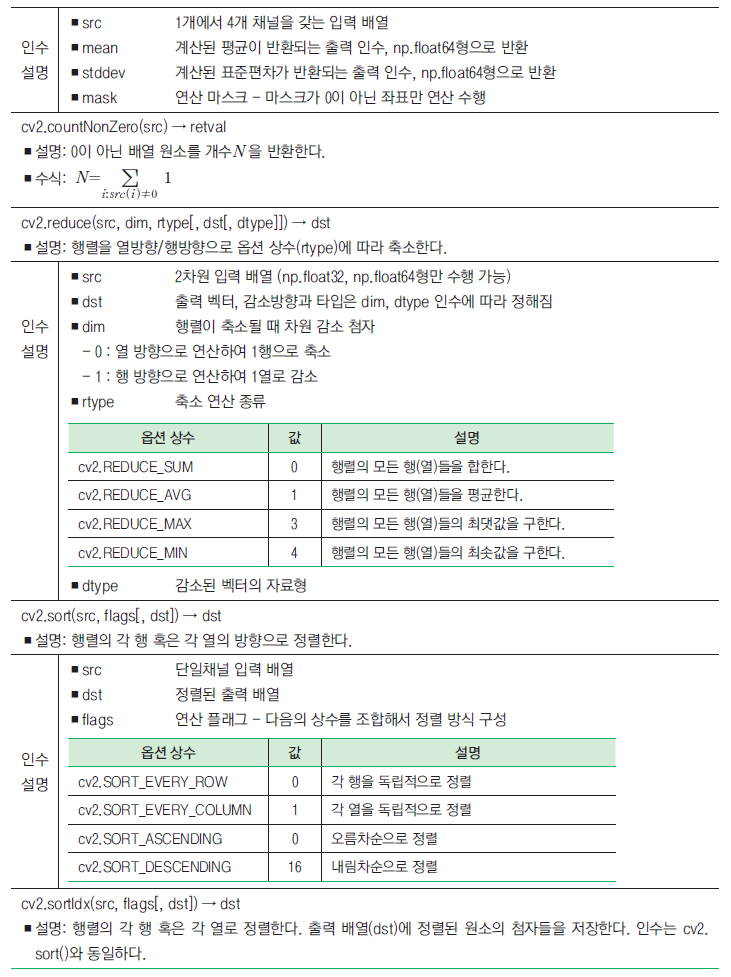 인수
설명
■ src 1개에서 4개 채널을 갖는 입력 배열
■ mean 계산된 평균이 반환되는 출력 인수, np.float64형으로 반환
■ stddev 계산된 표준편차가 반환되는 출력 인수, np.float64형으로 반환
■ mask 연산 마스크 – 마스크가 0이 아닌 좌표만 연산 수행
cv2.countNonZero(src) → retval
■ 설명: 0이 아닌 배열 원소를 개수N을 반환한다.
■ 수식: N= ∑ 1
i:src(i)≠0
cv2.reduce(src, dim, rtype[, dst[, dtype]]) → dst
■ 설명: 행렬을 열방향/행방향으로 옵션 상수(rtype)에 따라 축소한다.
인수
설명
■ src 2차원 입력 배열 (np.float32, np.float64형만 수행 가능)
■ dst 출력 벡터, 감소방향과 타입은 dim, dtype 인수에 따라 정해짐
■ dim 행렬이 축소될 때 차원 감소 첨자
– 0 : 열 방향으로 연산하여 1행으로 축소
– 1 : 행 방향으로 연산하여 1열로 감소
■ rtype 축소 연산 종류
옵션 상수 값 설명
cv2.REDUCE_SUM 0 행렬의 모든 행(열)들을 합한다.
cv2.REDUCE_AVG 1 행렬의 모든 행(열)들을 평균한다.
cv2.REDUCE_MAX 3 행렬의 모든 행(열)들의 최댓값을 구한다.
cv2.REDUCE_MIN 4 행렬의 모든 행(열)들의 최솟값을 구한다.
■ dtype 감소된 벡터의 자료형
cv2.sort(src, flags[, dst]) → dst
■ 설명: 행렬의 각 행 혹은 각 열의 방향으로 정렬한다.
인수
설명
■ src 단일채널 입력 배열
■ dst 정렬된 출력 배열
■ flags 연산 플래그 – 다음의 상수를 조합해서 정렬 방식 구성
옵션 상수 값 설명
cv2.SORT_EVERY_ROW 0 각 행을 독립적으로 정렬
cv2.SORT_EVERY_COLUMN 1 각 열을 독립적으로 정렬
cv2.SORT_ASCENDING 0 오름차순으로 정렬
cv2.SORT_DESCENDING 16 내림차순으로 정렬
cv2.sortIdx(src, flags[, dst]) → dst
■ 설명: 행렬의 각 행 혹은 각 열로 정렬한다. 출력 배열(dst)에 정렬된 원소의 첨자들을 저장한다. 인수는 cv2.
sort()와 동일하다.